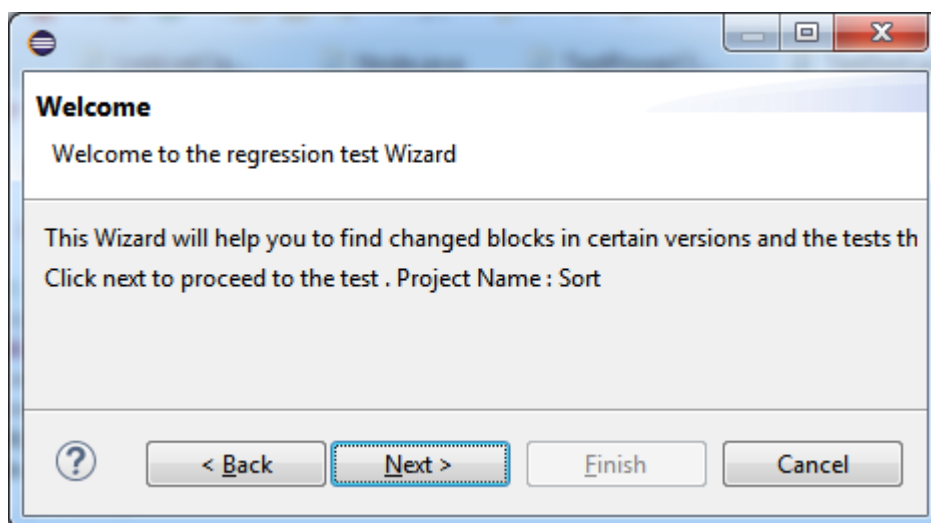 Welcome
Welcome to the regression test Wizard
This Wizard will help you to find changed blocks in certain versions and the tests th
Click next to proceed to the test . Project Name : Sort
< Back Next > Finish Cancel